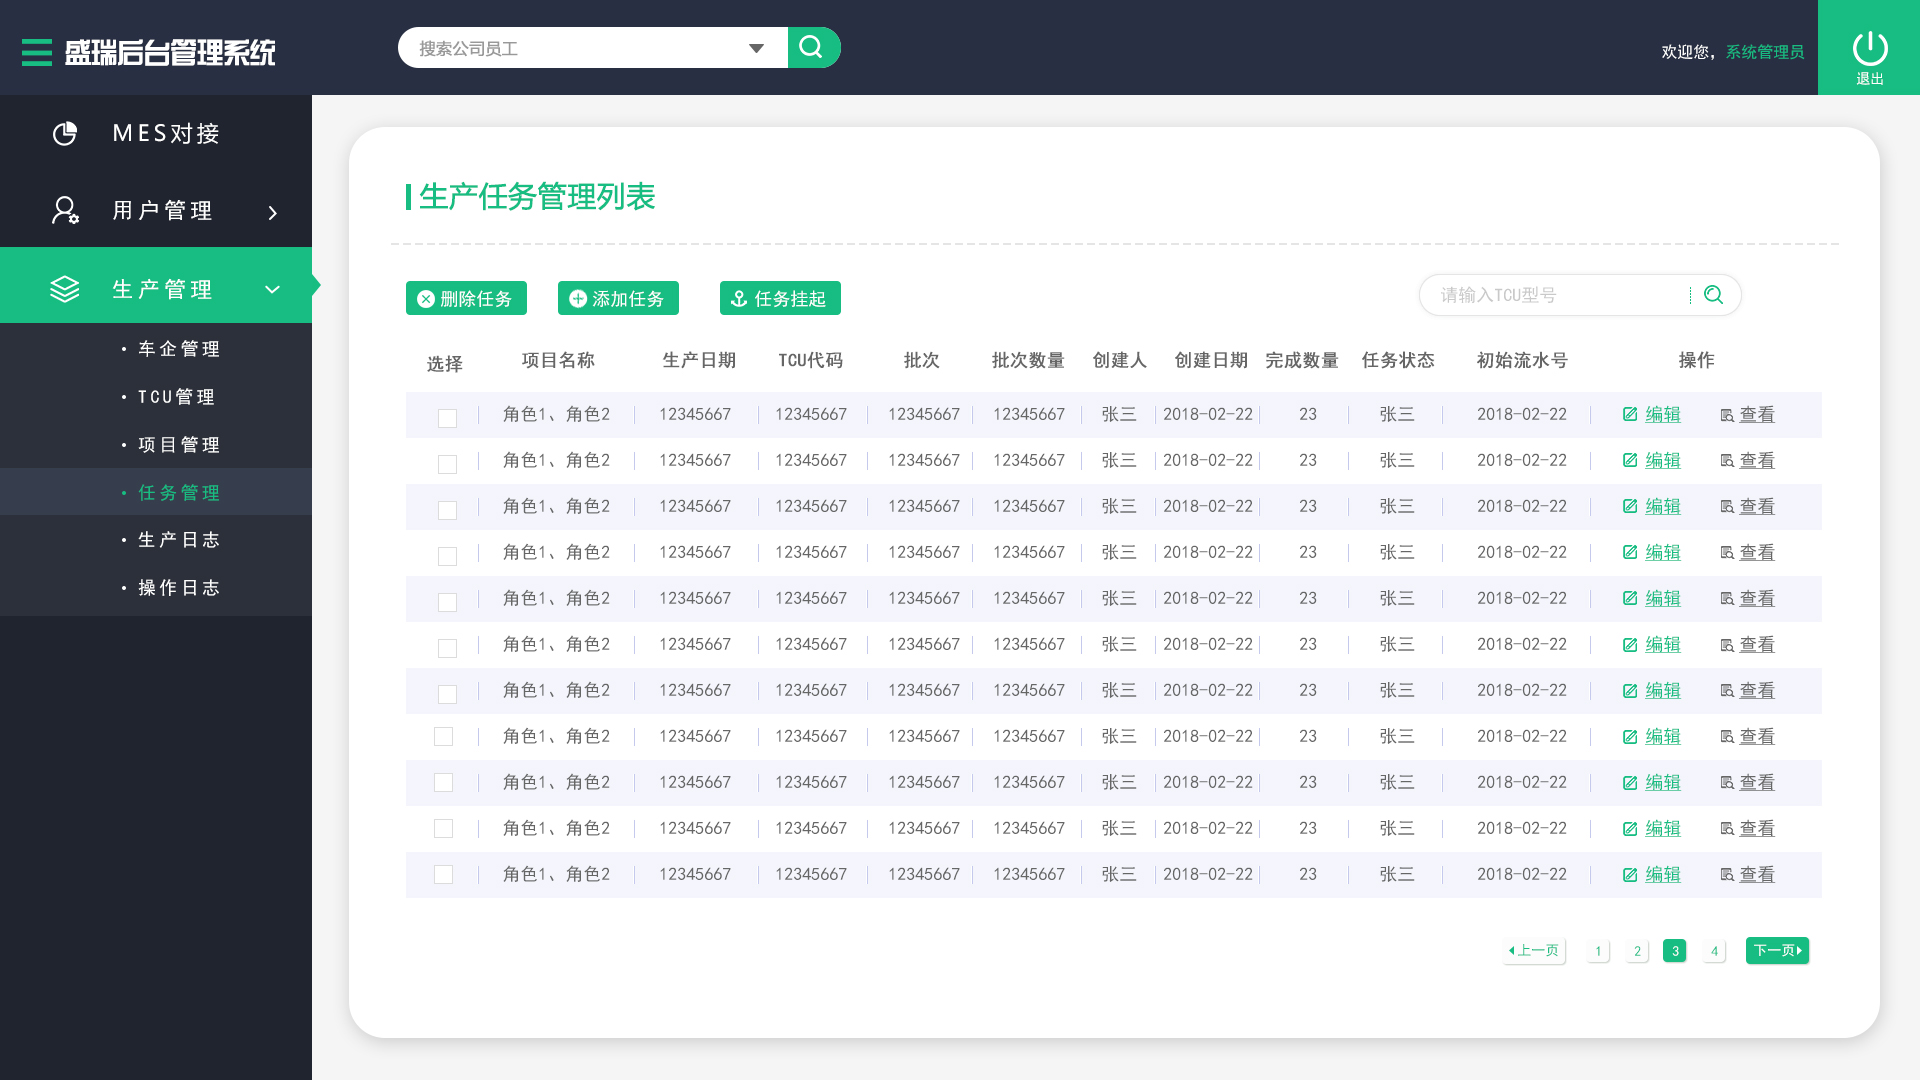 盛瑞后台管理系统
搜索公司员工
欢迎您，系统管理员
退出
MES对接
用户管理
生产管理
·车企管理
·TCU管理
·项目管理
·任务管理
·生产日志
·操作日志
生产任务管理列表
删除任务 添加任务 任务挂起 请输入TCU型号
选择 项目名称 生产日期 TCU代码 批次 批次数量 创建人 创建日期 完成数量 任务状态 初始流水号 操作
角色1、角色2 12345667 12345667 12345667 12345667 张三 2018-02-22 23 张三 2018-02-22 编辑 查看
角色1、角色2 12345667 12345667 12345667 12345667 张三 2018-02-22 23 张三 2018-02-22 编辑 查看
角色1、角色2 12345667 12345667 12345667 12345667 张三 2018-02-22 23 张三 2018-02-22 编辑 查看
角色1、角色2 12345667 12345667 12345667 12345667 张三 2018-02-22 23 张三 2018-02-22 编辑 查看
角色1、角色2 12345667 12345667 12345667 12345667 张三 2018-02-22 23 张三 2018-02-22 编辑 查看
角色1、角色2 12345667 12345667 12345667 12345667 张三 2018-02-22 23 张三 2018-02-22 编辑 查看
角色1、角色2 12345667 12345667 12345667 12345667 张三 2018-02-22 23 张三 2018-02-22 编辑 查看
角色1、角色2 12345667 12345667 12345667 12345667 张三 2018-02-22 23 张三 2018-02-22 编辑 查看
角色1、角色2 12345667 12345667 12345667 12345667 张三 2018-02-22 23 张三 2018-02-22 编辑 查看
角色1、角色2 12345667 12345667 12345667 12345667 张三 2018-02-22 23 张三 2018-02-22 编辑 查看
角色1、角色2 12345667 12345667 12345667 12345667 张三 2018-02-22 23 张三 2018-02-22 编辑 查看
上一页 1 2 3 4 下一页